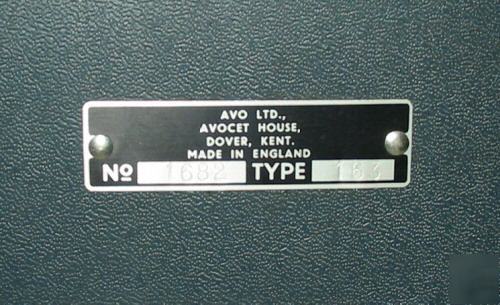 AVO LTD.,
AVOCET HOUSE,
DOVER, KENT.
MADE IN ENGLAND
Nº 1682 TYPE 163